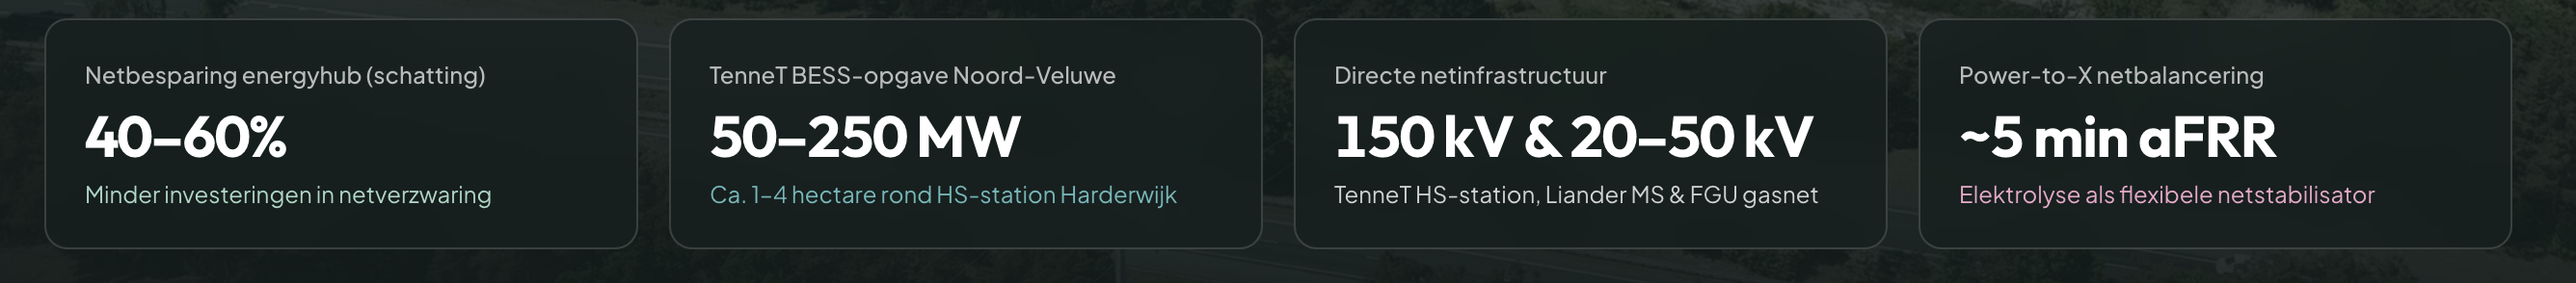 Netbesparing energyhub (schatting)
40–60%
Minder investeringen in netverzwaring
TenneT BESS-opgave Noord-Veluwe
50–250 MW
Ca. 1–4 hectare rond HS-station Harderwijk
Directe netinfrastructuur
150 kV & 20–50 kV
TenneT HS-station, Liander MS & FGU gasnet
Power-to-X netbalancering
~5 min aFRR
Elektrolyse als flexibele netstabilisator